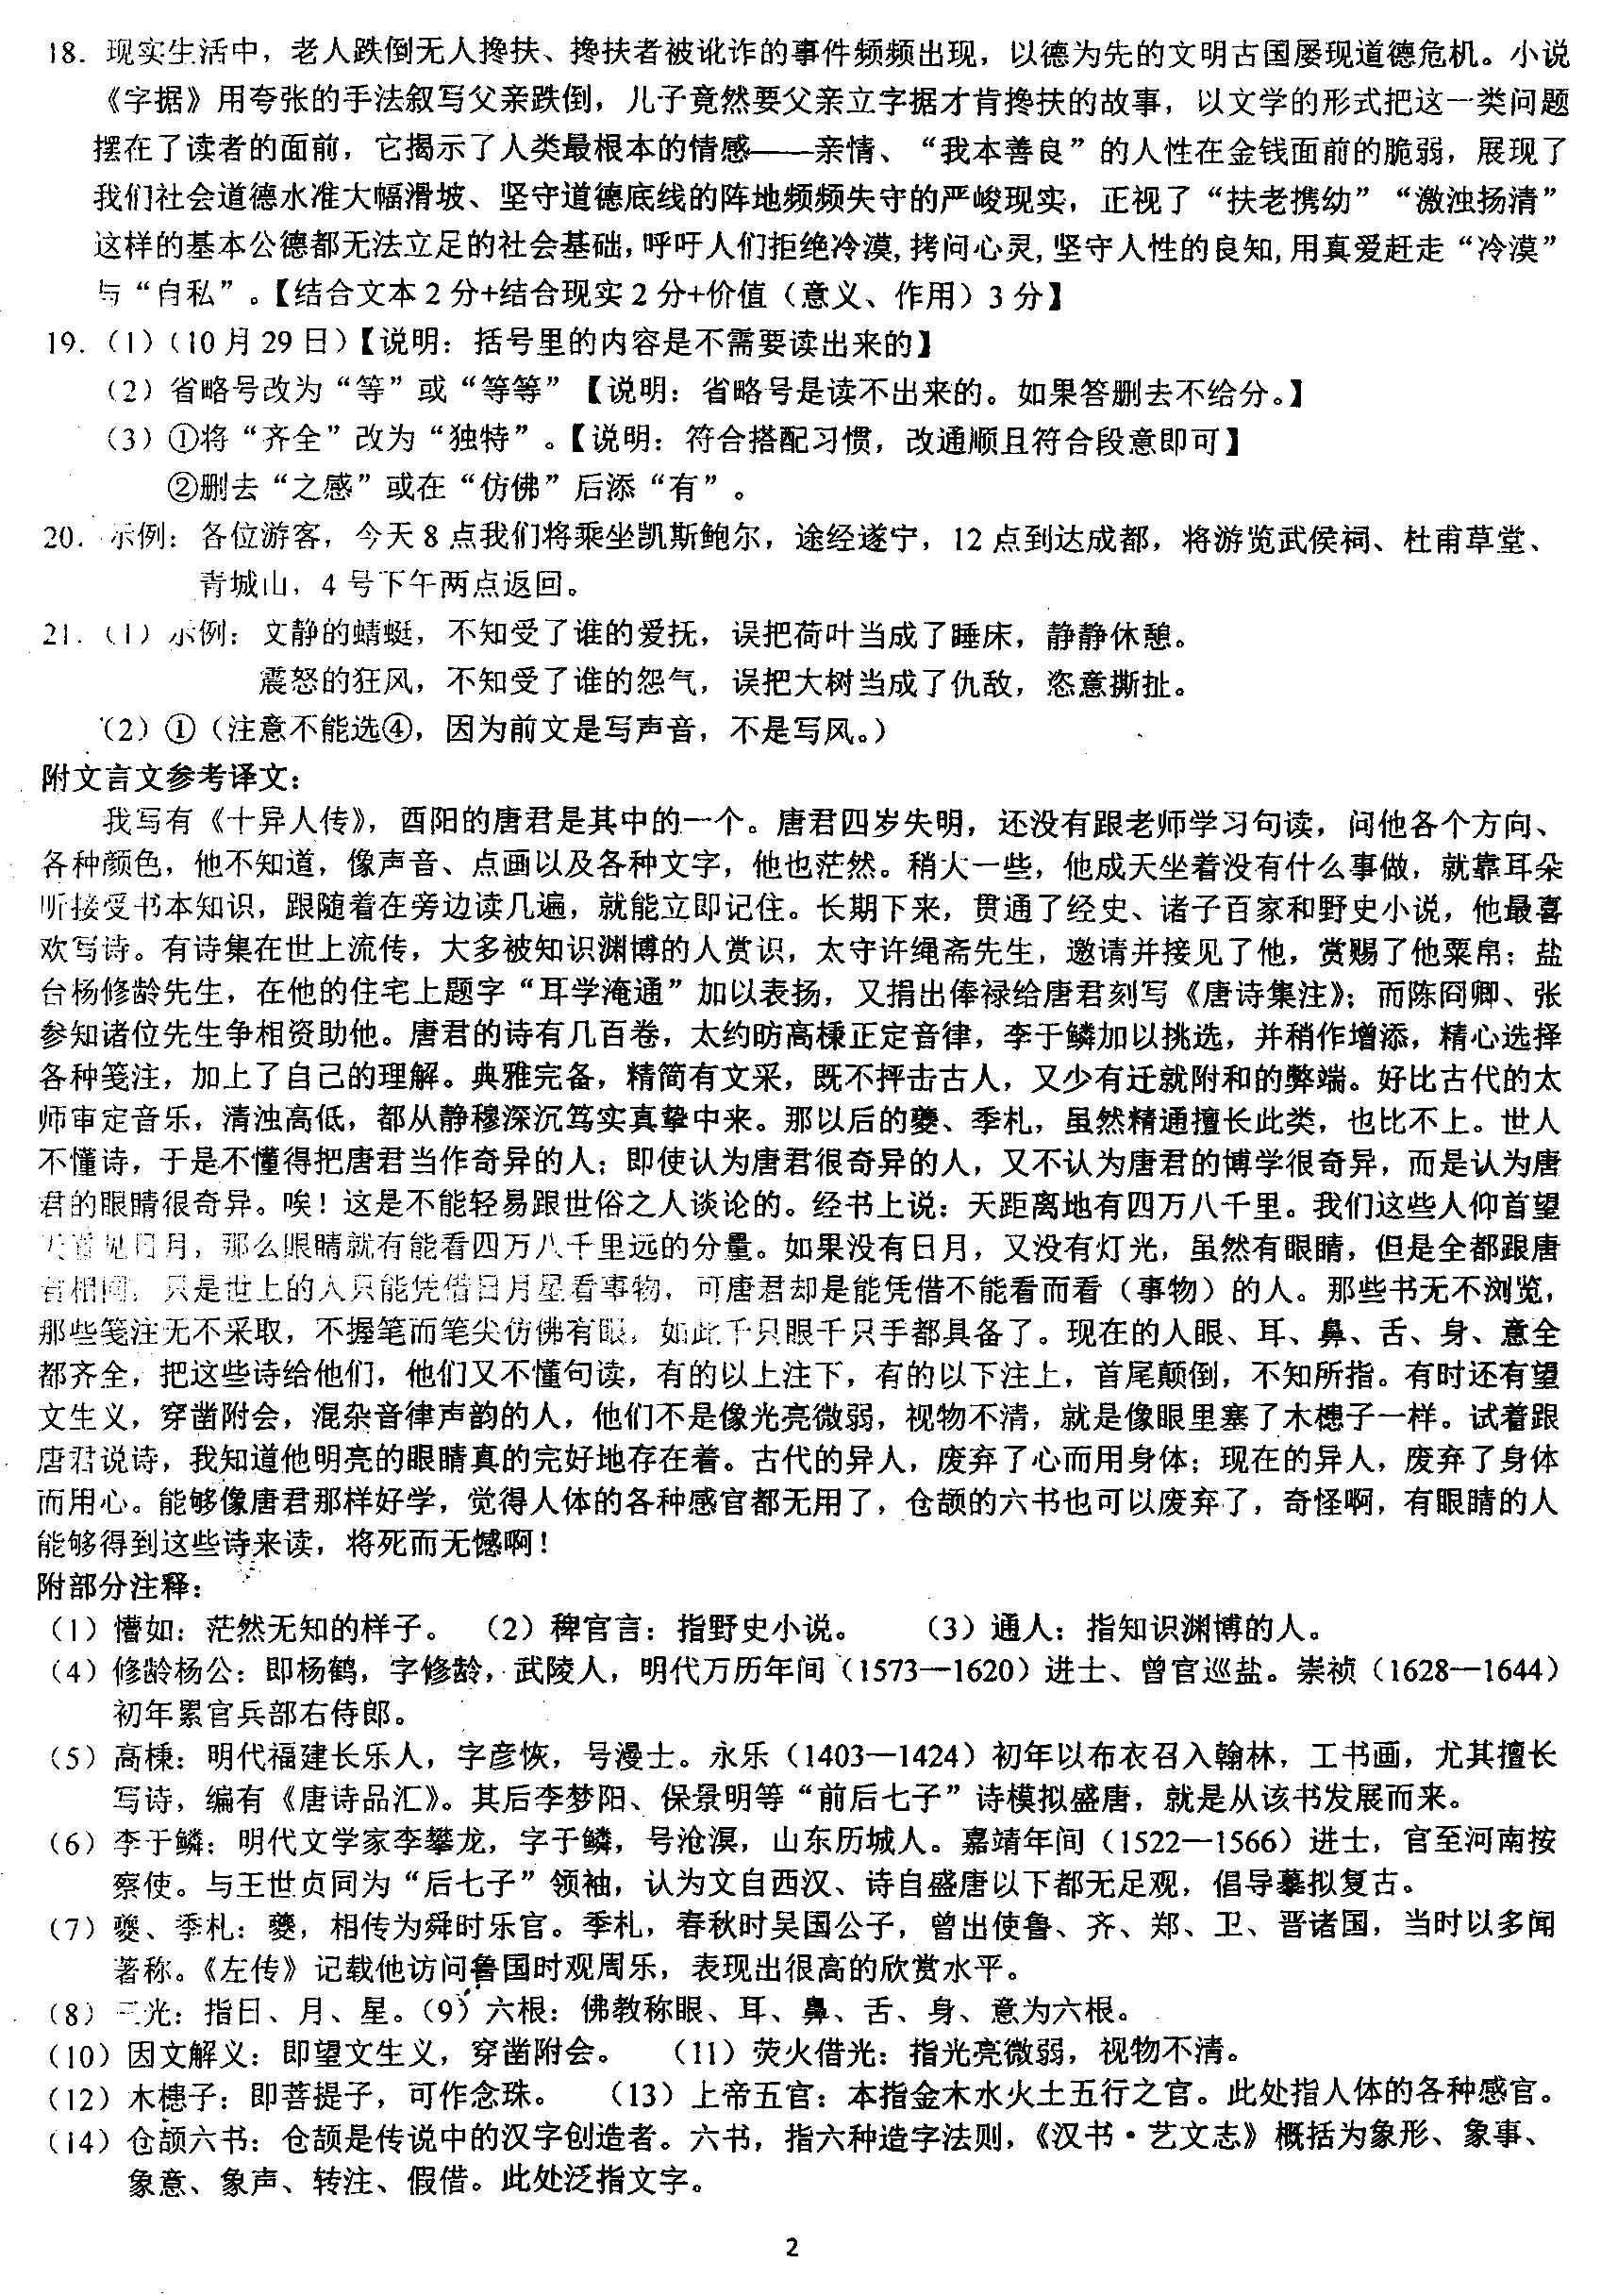 18. 现实生活中，老人跌倒无人搀扶、搀扶者被讹诈的事件频频出现，以德为先的文明古国屡现道德危机。小说
《字据》用夸张的手法叙写父亲跌倒，儿子竟然要父亲立字据才肯搀扶的故事，以文学的形式把这一类问题
摆在了读者的面前，它揭示了人类最根本的情感——亲情、“我本善良”的人性在金钱面前的脆弱，展现了
我们社会道德水准大幅滑坡、坚守道德底线的阵地频频失守的严峻现实，正视了“扶老携幼”“激浊扬清”
这样的基本公德都无法立足的社会基础，呼吁人们拒绝冷漠，拷问心灵，坚守人性的良知，用真爱赶走“冷漠”
与“自私”。【结合文本2分+结合现实2分+价值（意义、作用）3分】
19.（1）（10月29日）【说明：括号里的内容是不需要读出来的】
（2）省略号改为“等”或“等等”【说明：省略号是读不出来的。如果答删去不给分。】
（3）①将“齐全”改为“独特”。【说明：符合搭配习惯，改通顺且符合段意即可】
②删去“之感”或在“仿佛”后添“有”。
20. 示例：各位游客，今天8点我们将乘坐凯斯鲍尔，途经遂宁，12点到达成都，将游览武侯祠、杜甫草堂、
青城山，4号下午两点返回。
21.（1）示例：文静的蜻蜓，不知受了谁的爱抚，误把荷叶当成了睡床，静静休憩。
震怒的狂风，不知受了谁的怨气，误把大树当成了仇敌，恣意撕扯。
（2）①（注意不能选④，因为前文是写声音，不是写风。）
附文言文参考译文：
我写有《十异人传》，酉阳的唐君是其中的一个。唐君四岁失明，还没有跟老师学习句读，问他各个方向、
各种颜色，他不知道，像声音、点画以及各种文字，他也茫然。稍大一些，他成天坐着没有什么事做，就靠耳朵
听接受书本知识，跟随着在旁边读几遍，就能立即记住。长期下来，贯通了经史、诸子百家和野史小说，他最喜
欢写诗。有诗集在世上流传，大多被知识渊博的人赏识，太守许绳斋先生，邀请并接见了他，赏赐了他粟帛；盐
台杨修龄先生，在他的住宅上题字“耳学淹通”加以表扬，又捐出俸禄给唐君刻写《唐诗集注》；而陈冏卿、张
参知诸位先生争相资助他。唐君的诗有几百卷，大约昉高棅正定音律，李于鳞加以挑选，并稍作增添，精心选择
各种笺注，加上了自己的理解。典雅完备，精简有文采，既不抨击古人，又少有迁就附和的弊端。好比古代的太
师审定音乐，清浊高低，都从静穆深沉笃实真挚中来。那以后的夔、季札，虽然精通擅长此类，也比不上。世人
不懂诗，于是不懂得把唐君当作奇异的人；即使认为唐君很奇异的人，又不认为唐君的博学很奇异，而是认为唐
君的眼睛很奇异。唉！这是不能轻易跟世俗之人谈论的。经书上说：天距离地有四万八千里。我们这些人仰首望
见日月，那么眼睛就有能看四万八千里远的分量。如果没有日月，又没有灯光，虽然有眼睛，但是全都跟唐
君相同，只是世上的人只能凭借日月星看事物，可唐君却是能凭借不能看而看（事物）的人。那些书无不浏览，
那些笺注无不采取，不握笔而笔尖仿佛有眼，如此千只眼千只手都具备了。现在的人眼、耳、鼻、舌、身、意全
都齐全，把这些诗给他们，他们又不懂句读，有的以上注下，有的以下注上，首尾颠倒，不知所指。有时还有望
文生义，穿凿附会，混杂音律声韵的人，他们不是像光亮微弱，视物不清，就是像眼里塞了木槵子一样。试着跟
唐君说诗，我知道他明亮的眼睛真的完好地存在着。古代的异人，废弃了心而用身体；现在的异人，废弃了身体
而用心。能够像唐君那样好学，觉得人体的各种感官都无用了，仓颉的六书也可以废弃了，奇怪啊，有眼睛的人
能够得到这些诗来读，将死而无憾啊！
附部分注释：
（1）懵如：茫然无知的样子。 （2）稗官言：指野史小说。 （3）通人：指知识渊博的人。
（4）修龄杨公：即杨鹤，字修龄，武陵人，明代万历年间（1573—1620）进士、曾官巡盐。崇祯（1628—1644）
初年累官兵部右侍郎。
（5）高棅：明代福建长乐人，字彦恢，号漫士。永乐（1403—1424）初年以布衣召入翰林，工书画，尤其擅长
写诗，编有《唐诗品汇》。其后李梦阳、保景明等“前后七子”诗模拟盛唐，就是从该书发展而来。
（6）李于鳞：明代文学家李攀龙，字于鳞，号沧溟，山东历城人。嘉靖年间（1522—1566）进士，官至河南按
察使。与王世贞同为“后七子”领袖，认为文自西汉、诗自盛唐以下都无足观，倡导摹拟复古。
（7）夔、季札：夔，相传为舜时乐官。季札，春秋时吴国公子，曾出使鲁、齐、郑、卫、晋诸国，当时以多闻
著称。《左传》记载他访问鲁国时观周乐，表现出很高的欣赏水平。
（8）三光：指日、月、星。（9）六根：佛教称眼、耳、鼻、舌、身、意为六根。
（10）因文解义：即望文生义，穿凿附会。 （11）荧火借光：指光亮微弱，视物不清。
（12）木槵子：即菩提子，可作念珠。 （13）上帝五官：本指金木水火土五行之官。此处指人体的各种感官。
（14）仓颉六书：仓颉是传说中的汉字创造者。六书，指六种造字法则，《汉书·艺文志》概括为象形、象事、
象意、象声、转注、假借。此处泛指文字。
2